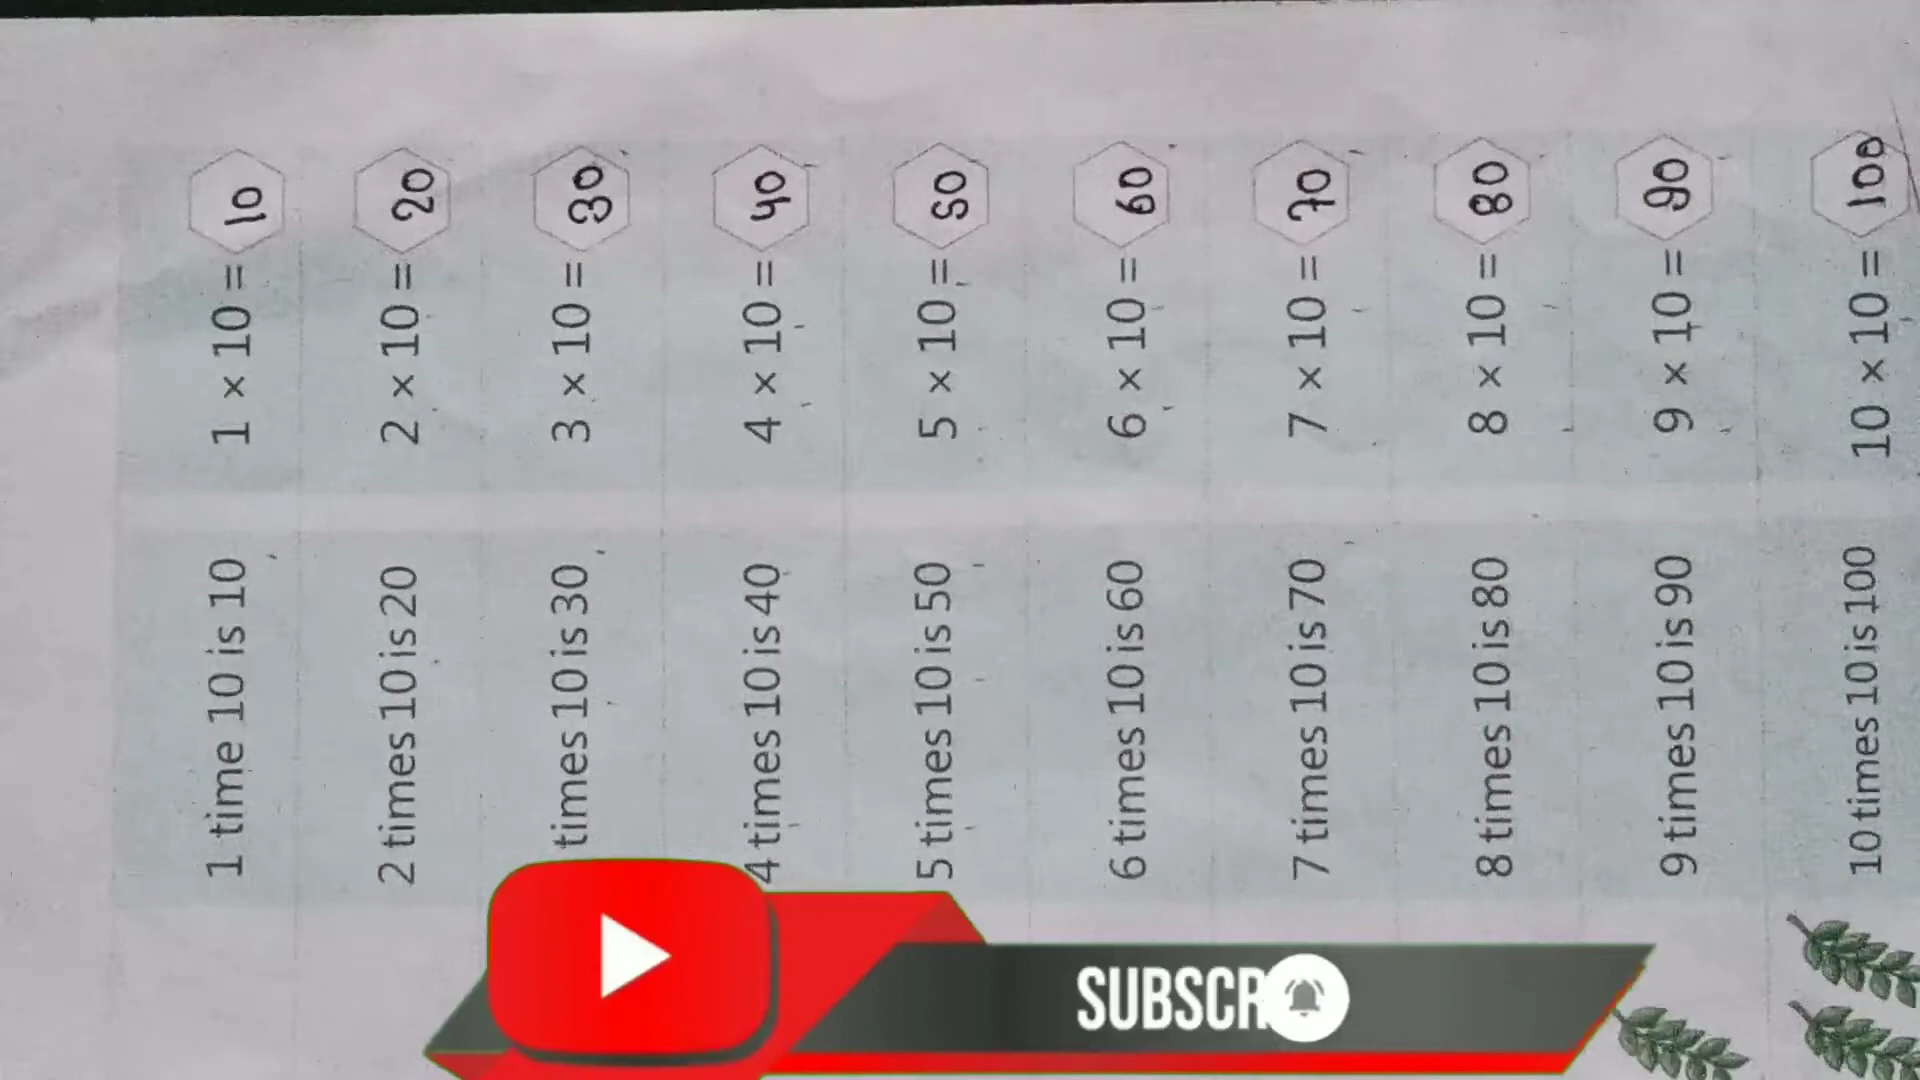 1 time 10 is 10 1 × 10 = 10
2 times 10 is 20 2 × 10 = 20
times 10 is 30 3 × 10 = 30
4 times 10 is 40 4 × 10 = 40
5 times 10 is 50 5 × 10 = 50
6 times 10 is 60 6 × 10 = 60
7 times 10 is 70 7 × 10 = 70
8 times 10 is 80 8 × 10 = 80
9 times 10 is 90 9 × 10 = 90
10 times 10 is 100 10 × 10 = 100
SUBSCR